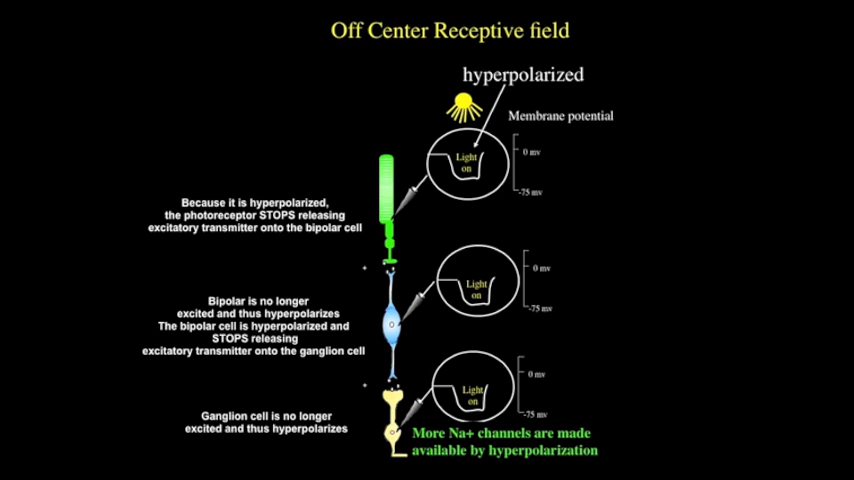 Off Center Receptive field
hyperpolarized
Membrane potential
Light
on
0 mv
-75 mv
Because it is hyperpolarized,
the photoreceptor STOPS releasing
excitatory transmitter onto the bipolar cell
+
Light
on
0 mv
-75 mv
Bipolar is no longer
excited and thus hyperpolarizes
The bipolar cell is hyperpolarized and
STOPS releasing
excitatory transmitter onto the ganglion cell
+
Light
on
0 mv
-75 mv
Ganglion cell is no longer
excited and thus hyperpolarizes
More Na+ channels are made
available by hyperpolarization